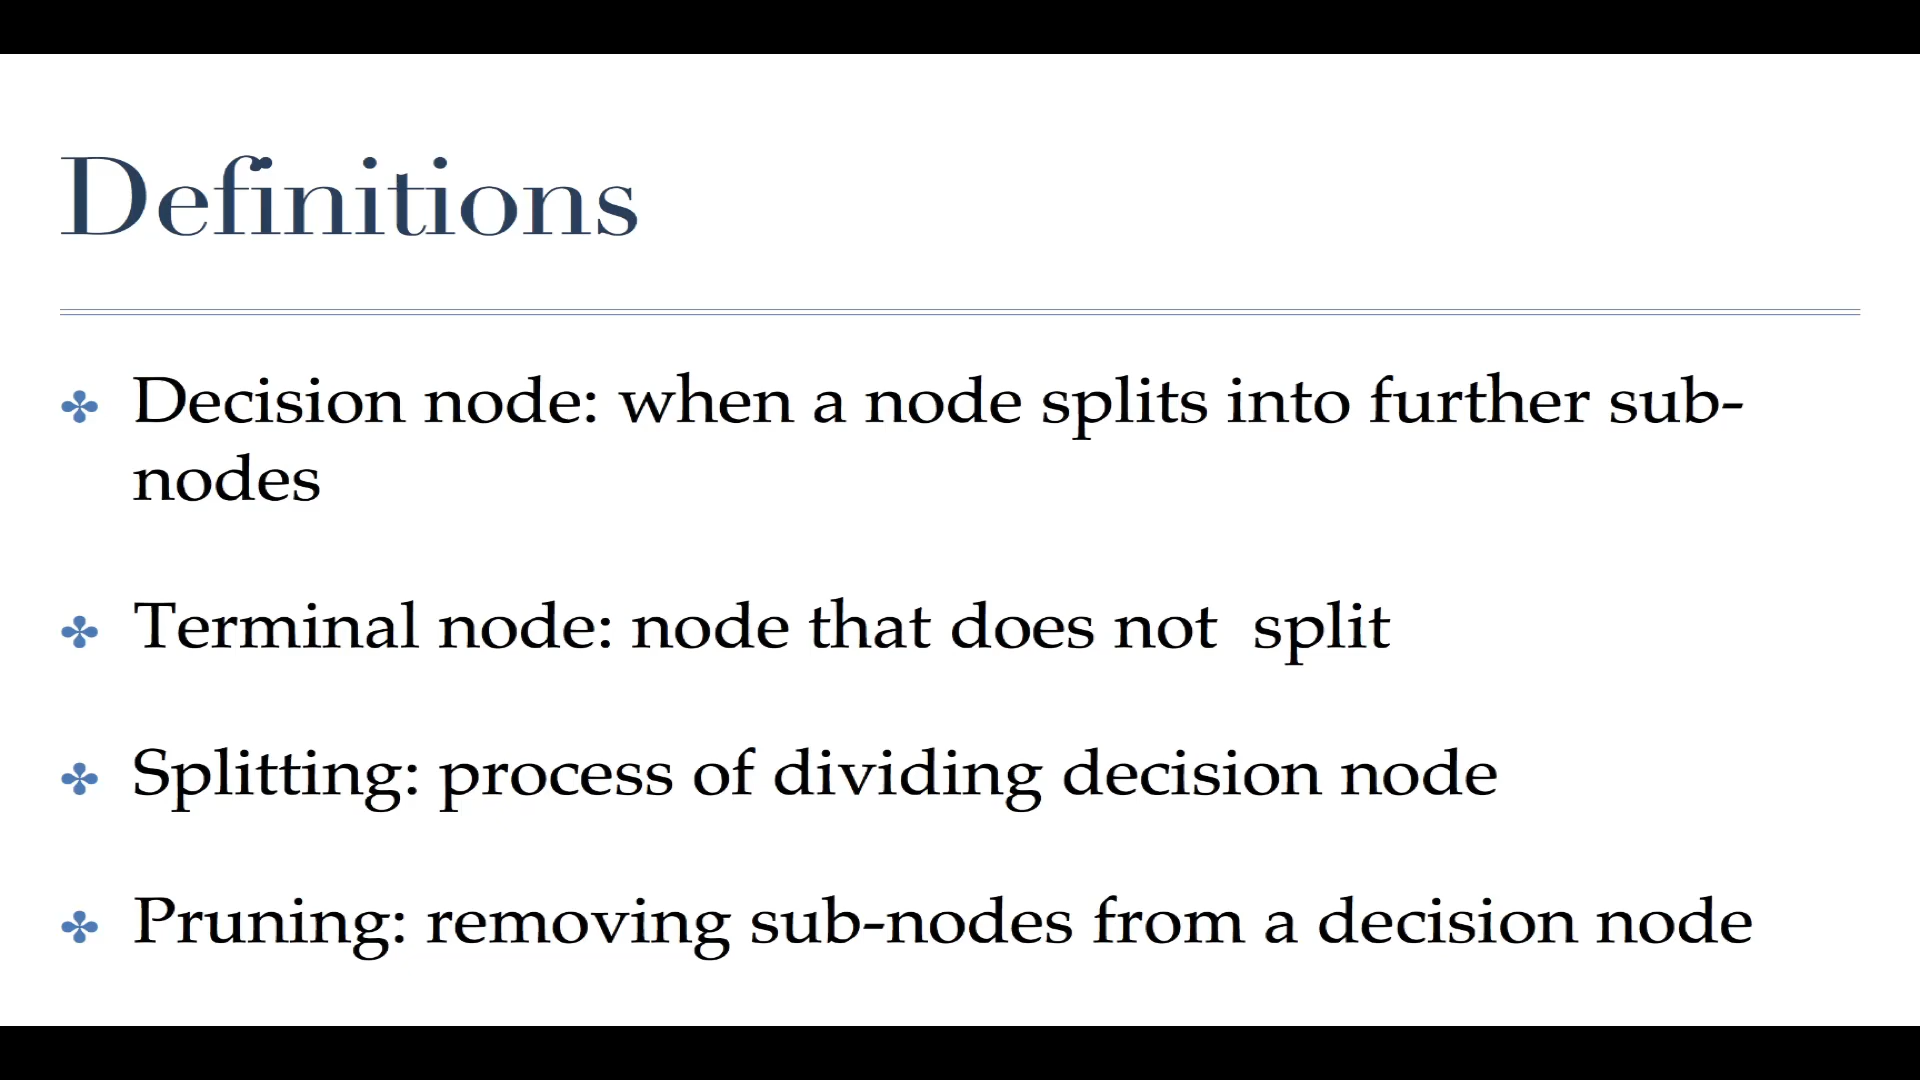 Definitions
Decision node: when a node splits into further sub-
nodes
Terminal node: node that does not  split
Splitting: process of dividing decision node
Pruning: removing sub-nodes from a decision node